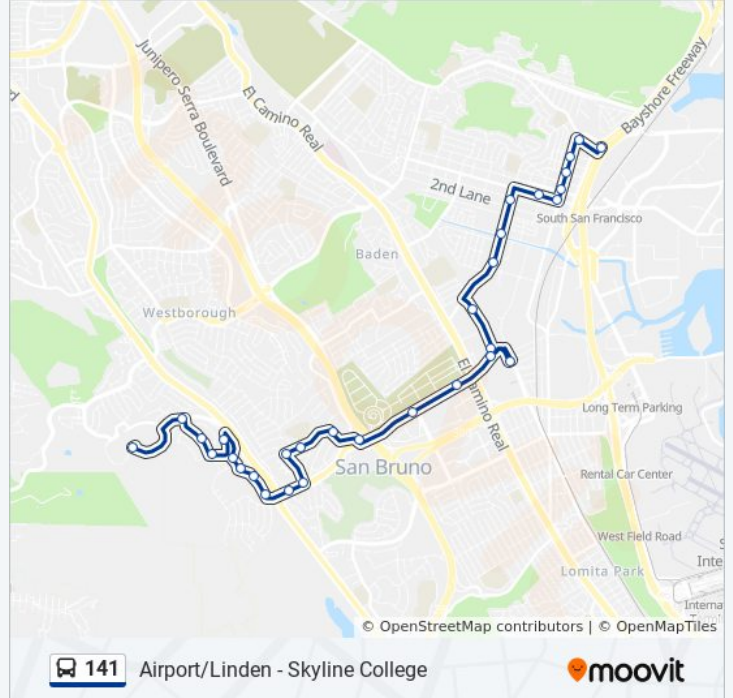 Junipero Serra Boulevard
El Camino Real
Bayshore Freeway
2nd Lane
South San Francisco
Baden
Westborough
El Camino Real
Long Term Parking
San Bruno
Rental Car Center
West Field Road
Inte
Lomita Park
Interna
© OpenStreetMap contributors | © OpenMapTiles
141 Airport/Linden - Skyline College
moovit